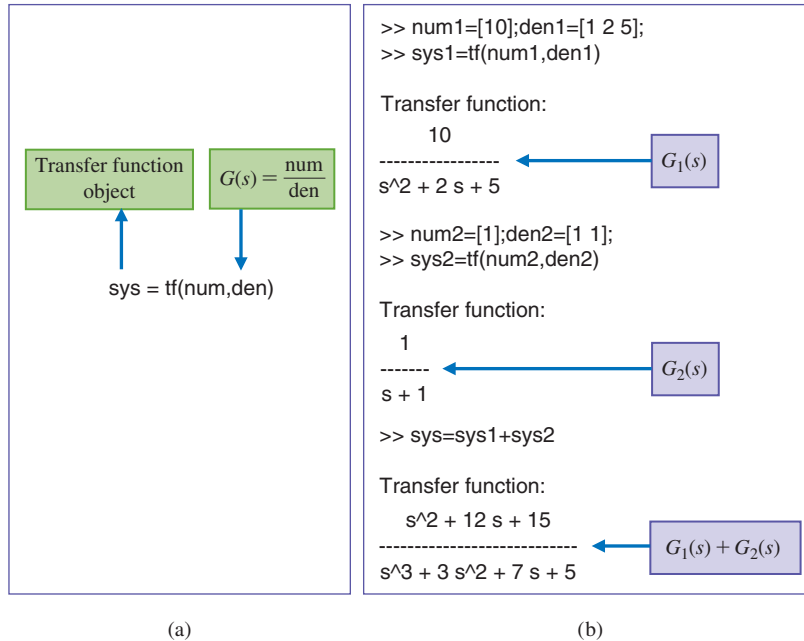 Transfer function
object
G(s) = num
den
sys = tf(num,den)
(a)
>> num1=[10];den1=[1 2 5];
>> sys1=tf(num1,den1)
Transfer function:
10
------------------
s^2 + 2 s + 5
G1(s)
>> num2=[1];den2=[1 1];
>> sys2=tf(num2,den2)
Transfer function:
1
-------
s + 1
G2(s)
>> sys=sys1+sys2
Transfer function:
s^2 + 12 s + 15
-----------------------------
s^3 + 3 s^2 + 7 s + 5
G1(s) + G2(s)
(b)